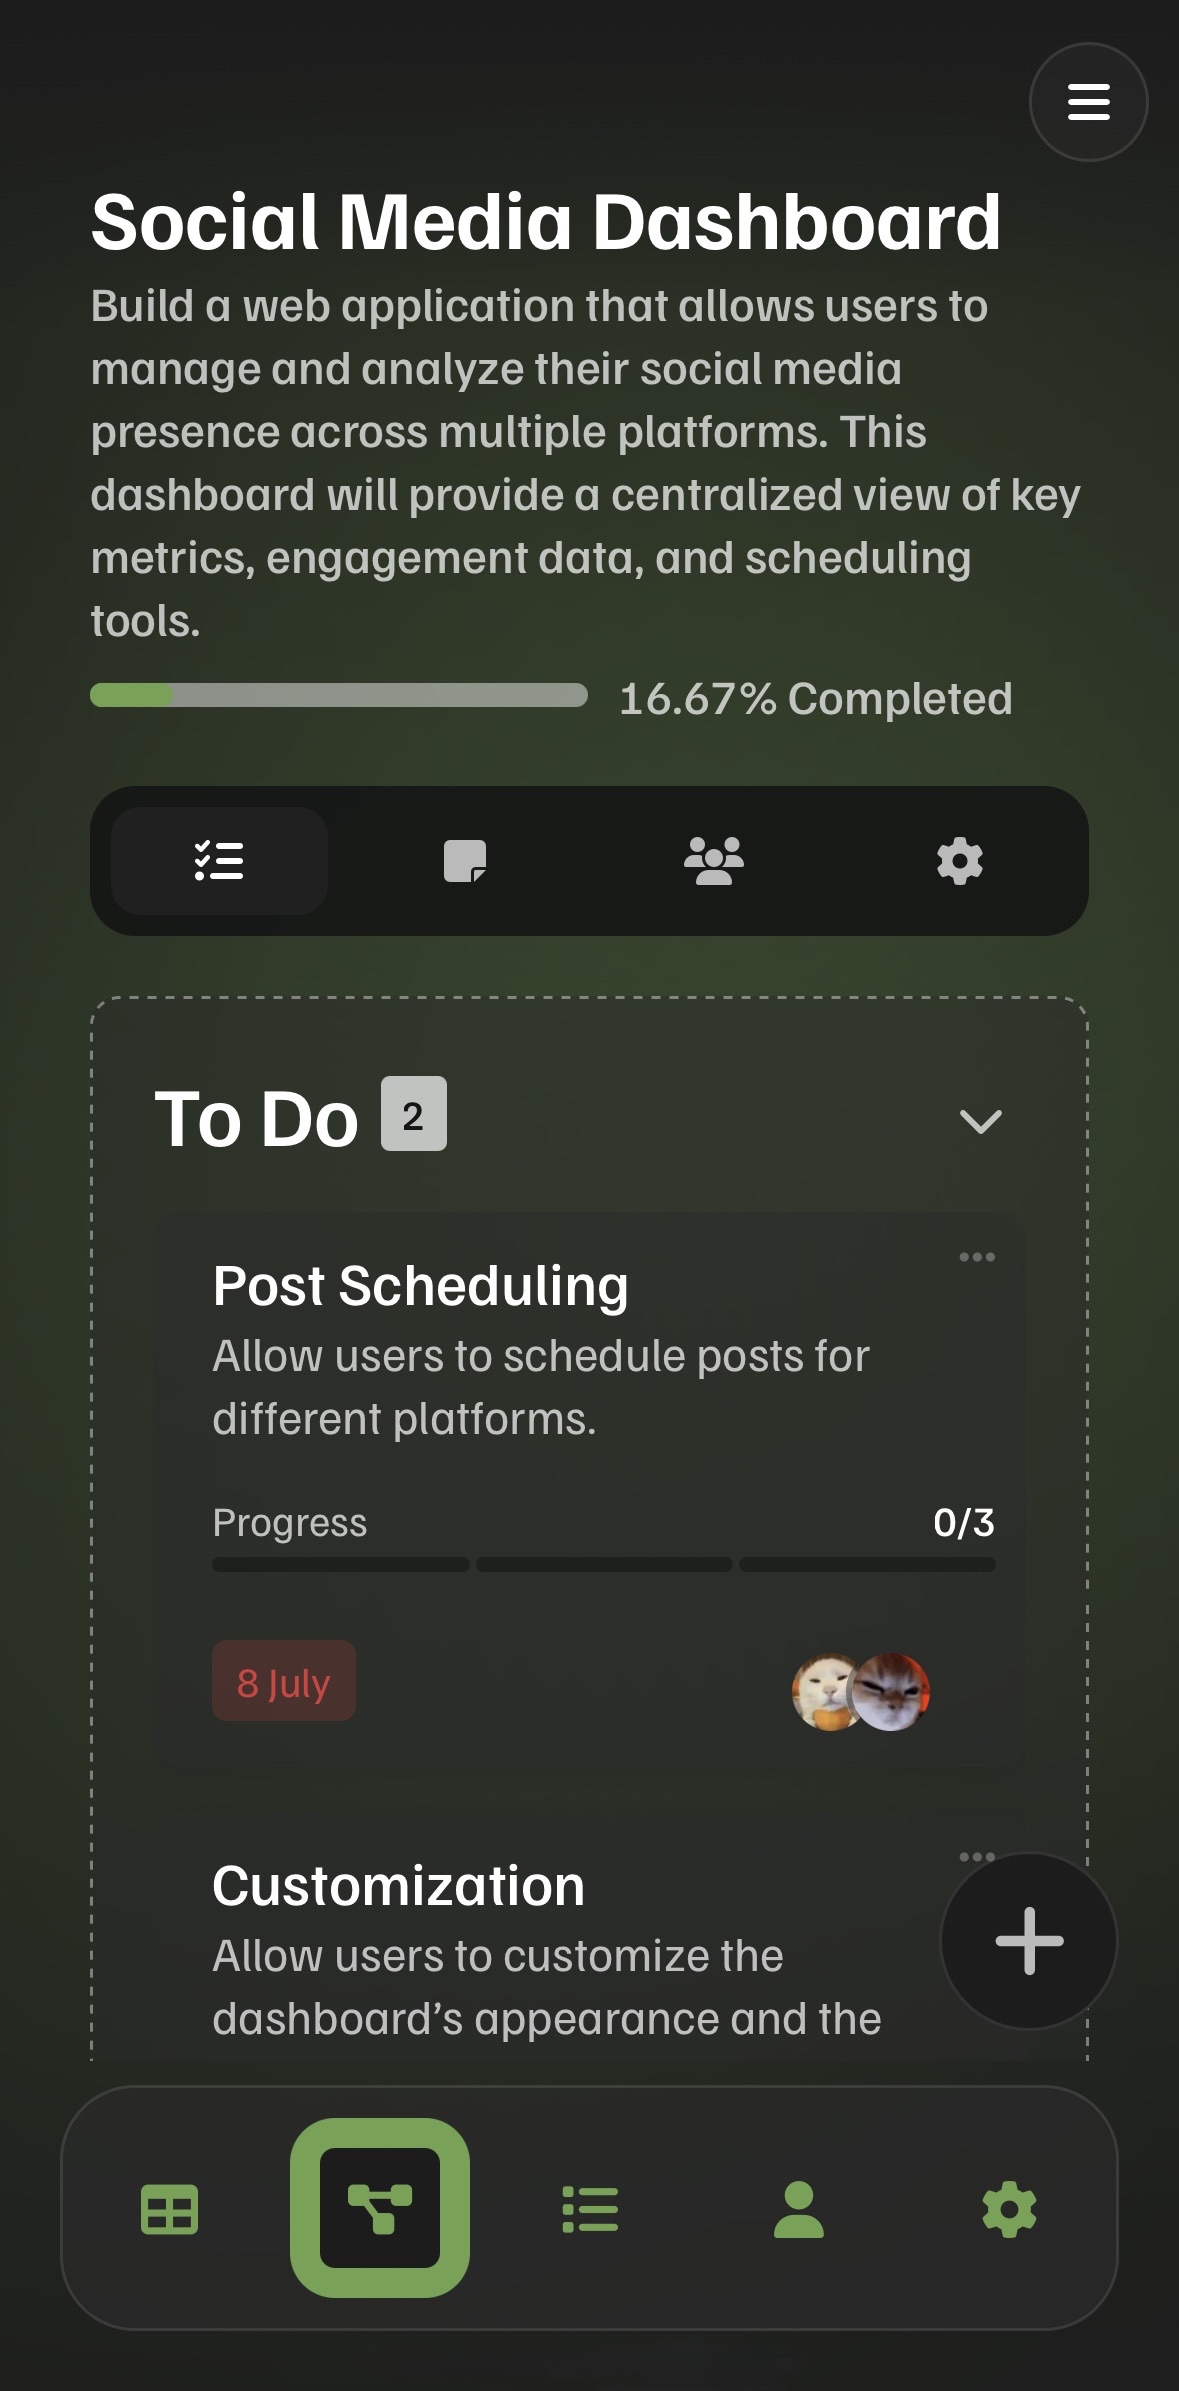 Social Media Dashboard
Build a web application that allows users to
manage and analyze their social media
presence across multiple platforms. This
dashboard will provide a centralized view of key
metrics, engagement data, and scheduling
tools.
16.67% Completed
To Do 2
Post Scheduling
Allow users to schedule posts for
different platforms.
Progress 0/3
8 July
Customization
Allow users to customize the
dashboard’s appearance and the